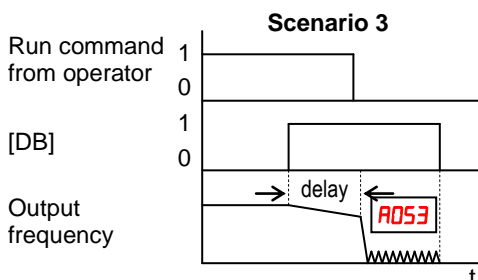 Scenario 3
Run command
from operator
1
0
[DB]
1
0
delay
A053
Output
frequency
t